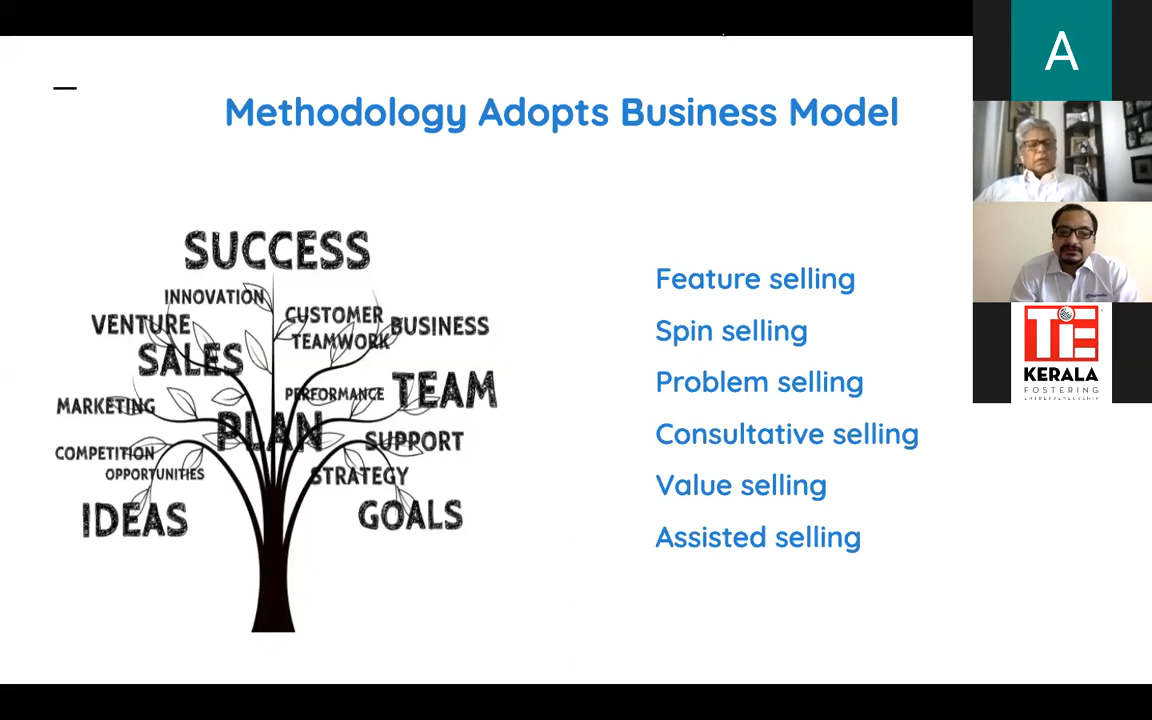 Methodology Adopts Business Model
SUCCESS
INNOVATION
CUSTOMER
VENTURE
BUSINESS
TEAMWORK
SALES
PERFORMANCE
TEAM
MARKETING
PLAN
SUPPORT
COMPETITION
OPPORTUNITIES
STRATEGY
IDEAS
GOALS
Feature selling
Spin selling
Problem selling
Consultative selling
Value selling
Assisted selling
A
TiE
KERALA
FOSTERING
ENTREPRENEURSHIP